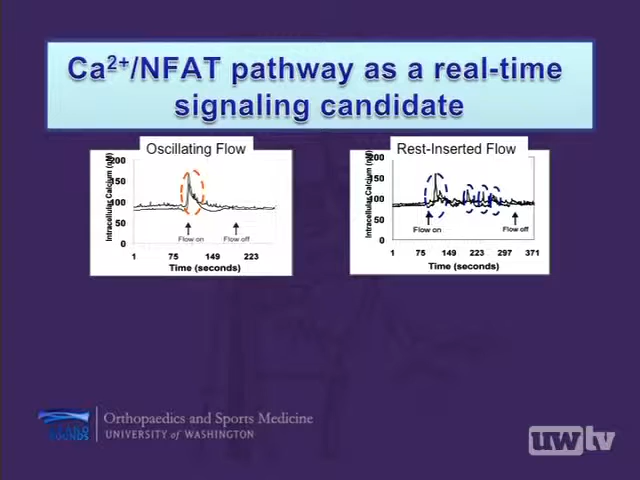 Ca²⁺/NFAT pathway as a real-time
signaling candidate
Oscillating Flow
Intracellular Calcium (nM)
200
150
100
50
0
Flow on
Flow off
1 75 149 223
Time (seconds)
Rest-Inserted Flow
Intracellular Calcium (nM)
200
150
100
50
0
Flow on
Flow off
1 75 149 223 297 371
Time (seconds)
SOUNDS
Orthopaedics and Sports Medicine
UNIVERSITY of WASHINGTON
uwtv